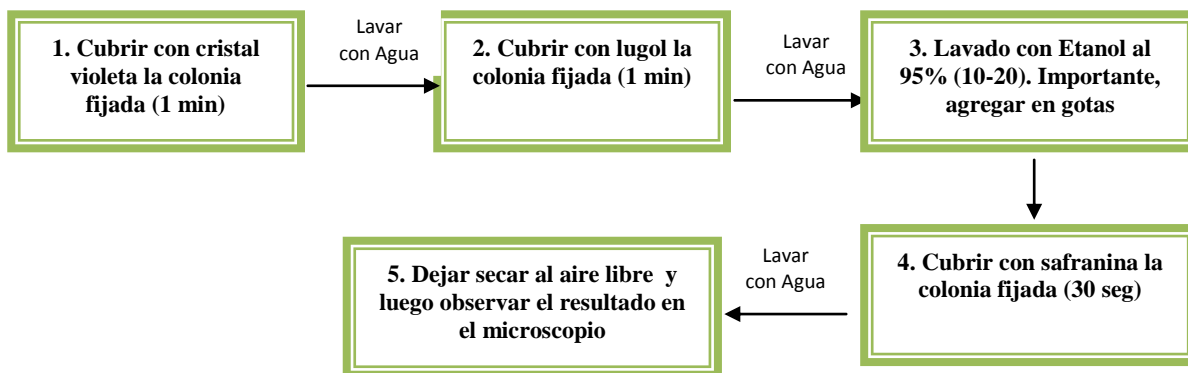 1. Cubrir con cristal
violeta la colonia
fijada (1 min)
Lavar
con Agua
2. Cubrir con lugol la
colonia fijada (1 min)
Lavar
con Agua
3. Lavado con Etanol al
95% (10-20). Importante,
agregar en gotas
4. Cubrir con safranina la
colonia fijada (30 seg)
Lavar
con Agua
5. Dejar secar al aire libre y
luego observar el resultado en
el microscopio